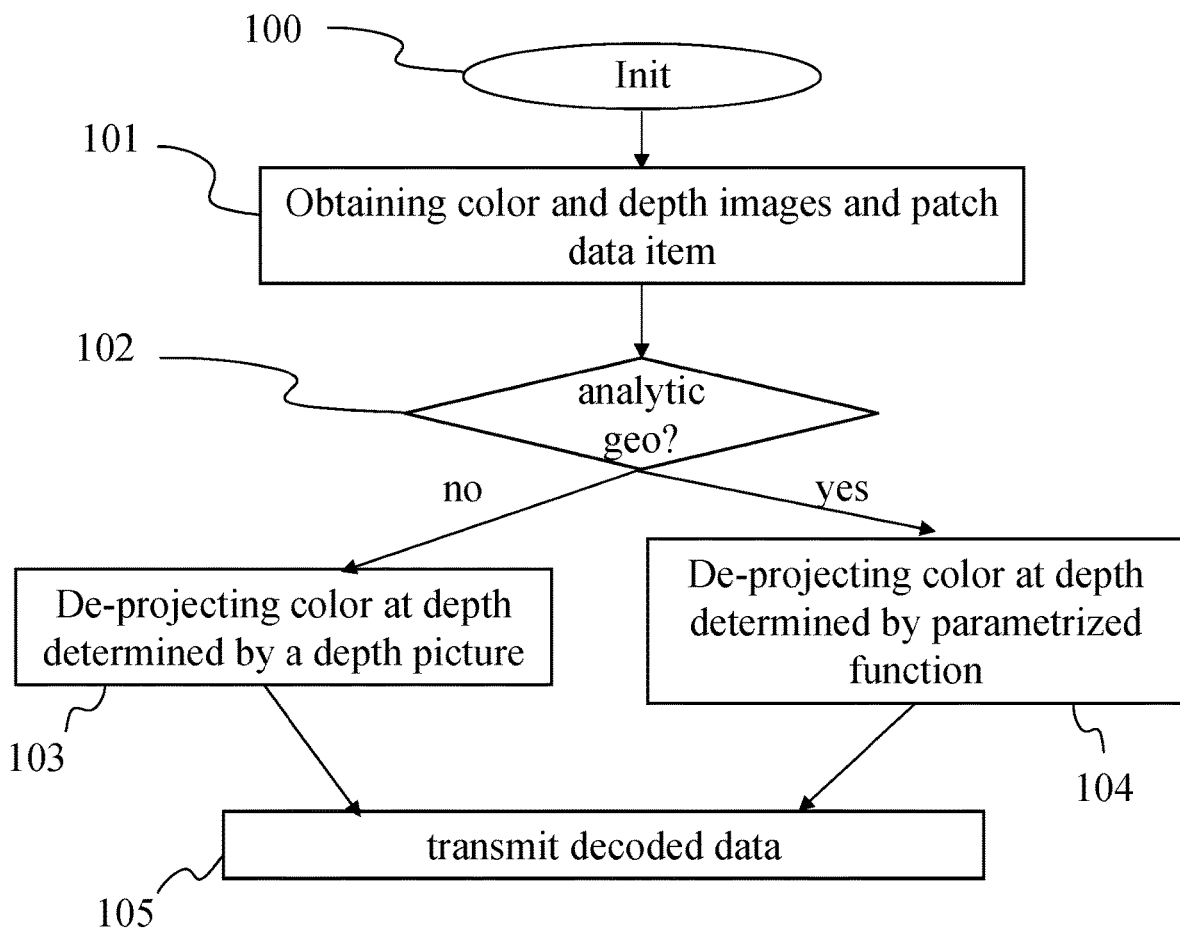 100
Init
101
Obtaining color and depth images and patch
data item
102
analytic
geo?
no
yes
De-projecting color at depth
determined by a depth picture
De-projecting color at depth
determined by parametrized
function
103
104
transmit decoded data
105